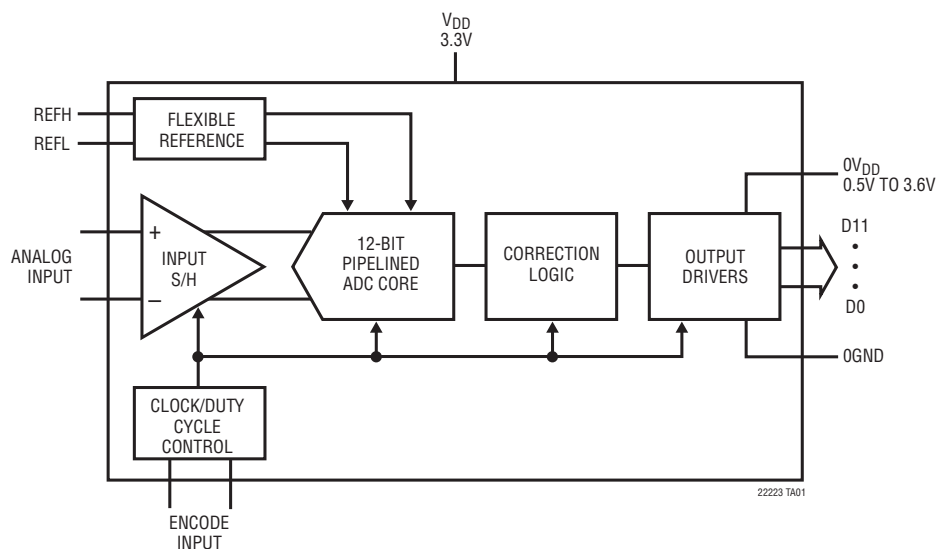 VDD
3.3V
REFH
REFL
FLEXIBLE
REFERENCE
0VDD
0.5V TO 3.6V
ANALOG
INPUT
+
–
INPUT
S/H
12-BIT
PIPELINED
ADC CORE
CORRECTION
LOGIC
OUTPUT
DRIVERS
D11
•
•
•
D0
0GND
CLOCK/DUTY
CYCLE
CONTROL
22223 TA01
ENCODE
INPUT